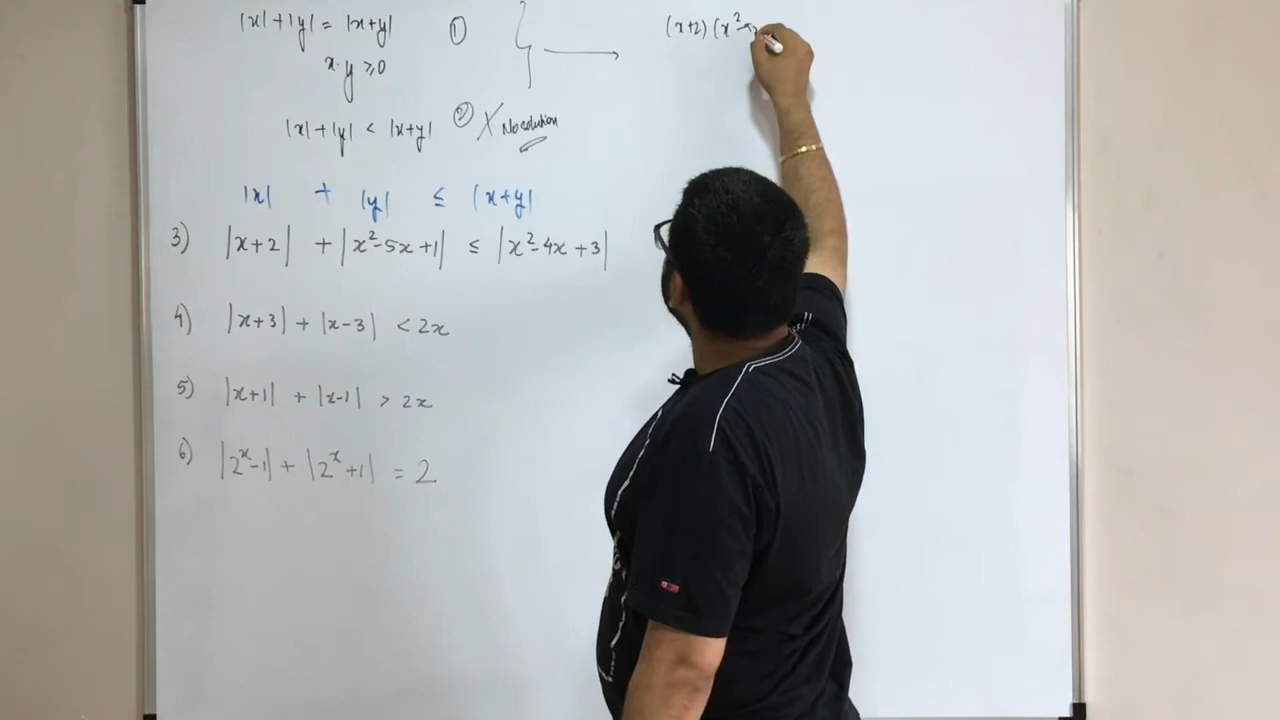 |x| + |y| = |x+y| ①
x.y ≥ 0
|x| + |y| < |x+y| ② X No solution
|x| + |y| ≤ |x+y|
3) |x+2| + |x²-5x+1| ≤ |x²-4x+3|
4) |x+3| + |x-3| < 2x
5) |x+1| + |x-1| > 2x
6) |2ˣ-1| + |2ˣ+1| = 2
(x+2) (x²-5x